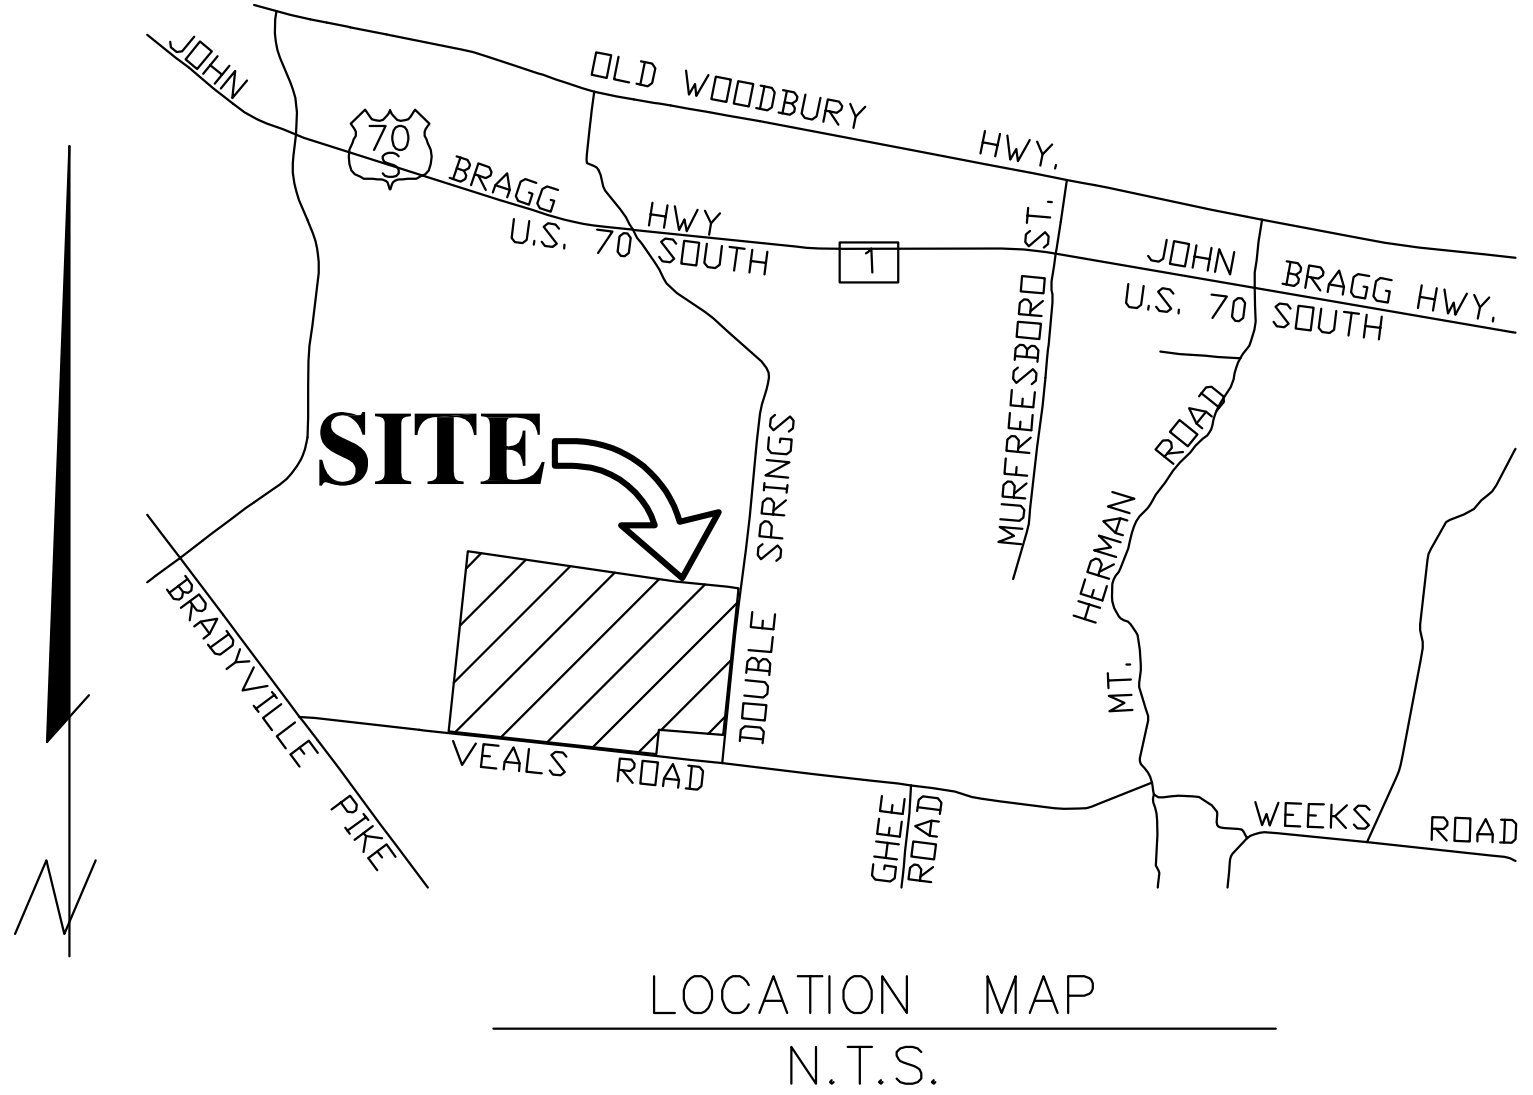 OLD WOODBURY HWY.
JOHN BRAGG HWY
70
S
U.S. 70 SOUTH
1
JOHN BRAGG HWY.
U.S. 70 SOUTH
MURFREESBORO ST.
HERMAN ROAD
MT.
SITE
DOUBLE SPRINGS
BRADYVILLE PIKE
VEALS ROAD
GHEE
ROAD
WEEKS ROAD
N
LOCATION MAP
N.T.S.